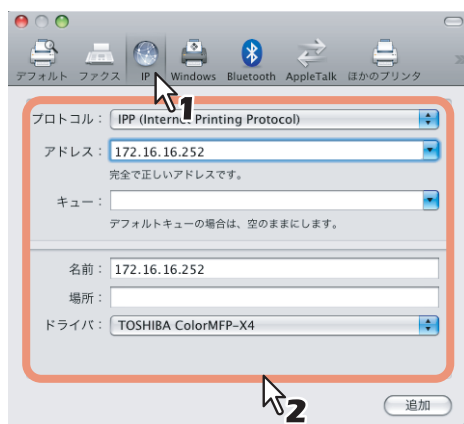 デフォルト ファクス IP Windows Bluetooth AppleTalk ほかのプリンタ
1
プロトコル： IPP (Internet Printing Protocol)
アドレス： 172.16.16.252
完全で正しいアドレスです。
キュー：
デフォルトキューの場合は、空のままにします。
名前： 172.16.16.252
場所：
ドライバ： TOSHIBA ColorMFP-X4
2
追加